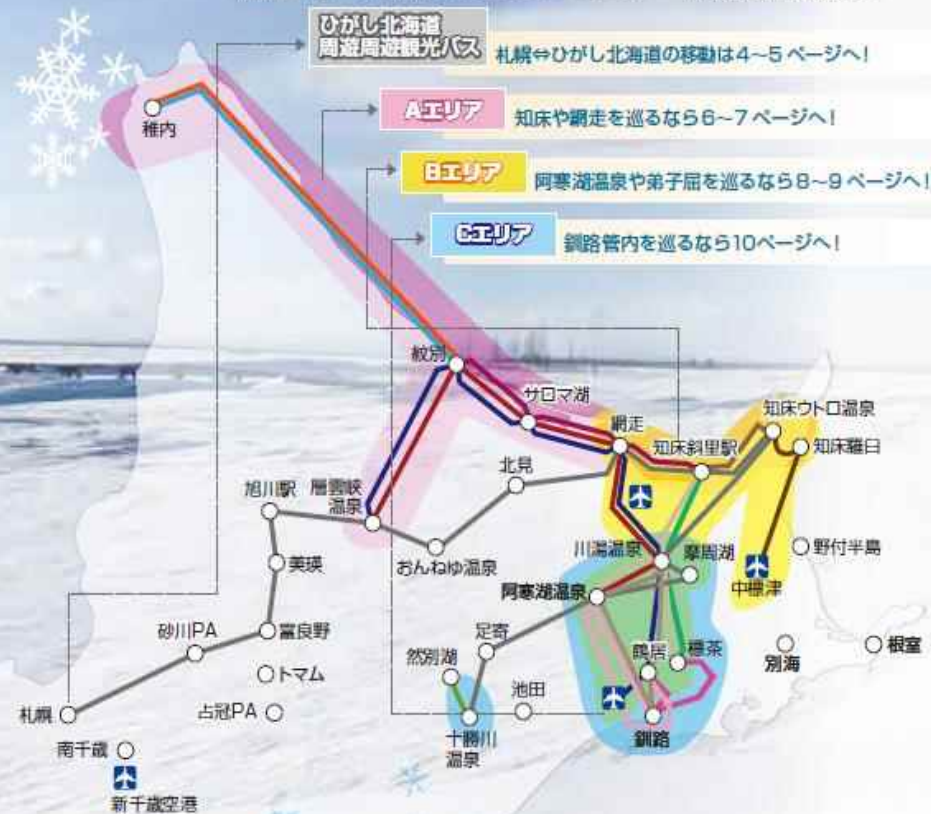 ひがし北海道
周遊周遊観光バス
札幌⇔ひがし北海道の移動は4〜5ページへ!
Aエリア
知床や網走を巡るなら6〜7ページへ!
Bエリア
阿寒湖温泉や弟子屈を巡るなら8〜9ページへ!
Cエリア
釧路管内を巡るなら10ページへ!
稚内
紋別
サロマ湖
網走
知床斜里駅
知床ウトロ温泉
知床羅臼
北見
旭川駅
層雲峡
温泉
おんねゆ温泉
川湯温泉
摩周湖
野付半島
中標津
美瑛
阿寒湖温泉
砂川PA
富良野
足寄
然別湖
鶴居
標茶
別海
根室
トマム
池田
札幌
占冠PA
十勝川
温泉
釧路
南千歳
新千歳空港